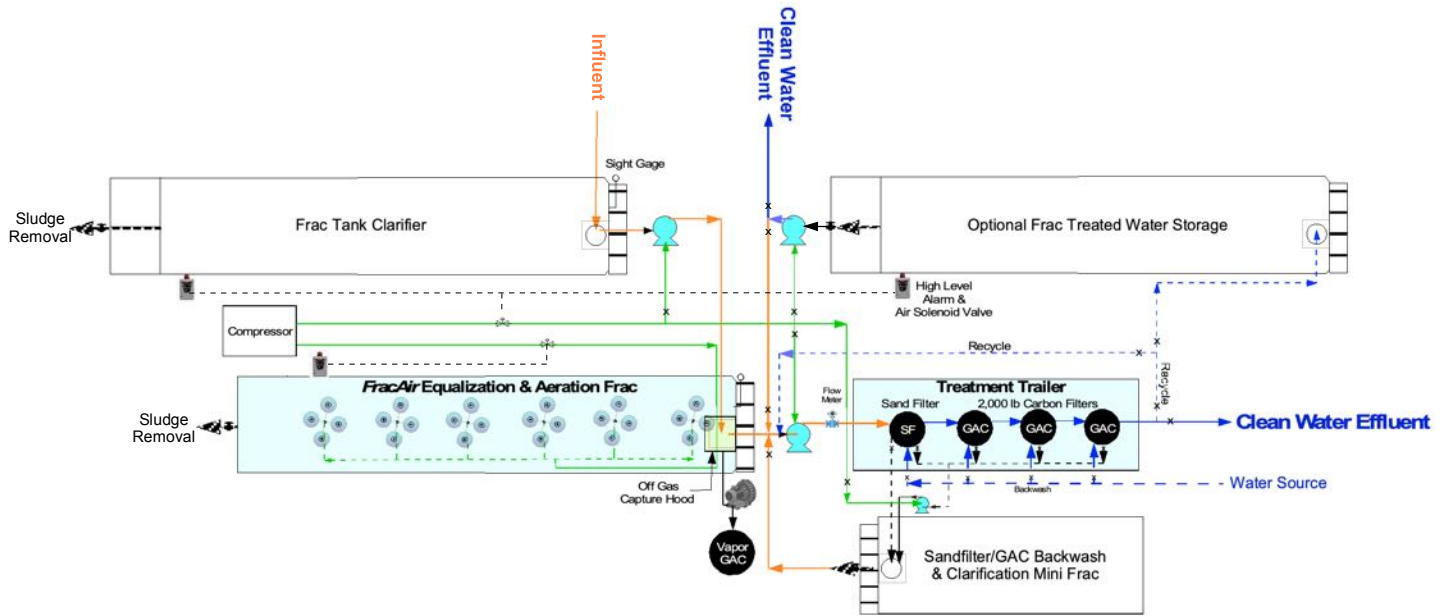 Influent
Clean Water
Effluent
Sight Gage
Sludge
Removal
Frac Tank Clarifier
Optional Frac Treated Water Storage
High Level
Alarm &
Air Solenoid Valve
Compressor
Recycle
Recycle
FracAir Equalization & Aeration Frac
Flow
Meter
Treatment Trailer
Sand Filter
2,000 lb Carbon Filters
Sludge
Removal
SF
GAC
GAC
GAC
Clean Water Effluent
Off Gas
Capture Hood
Backwash
Water Source
Vapor
GAC
Sandfilter/GAC Backwash
& Clarification Mini Frac